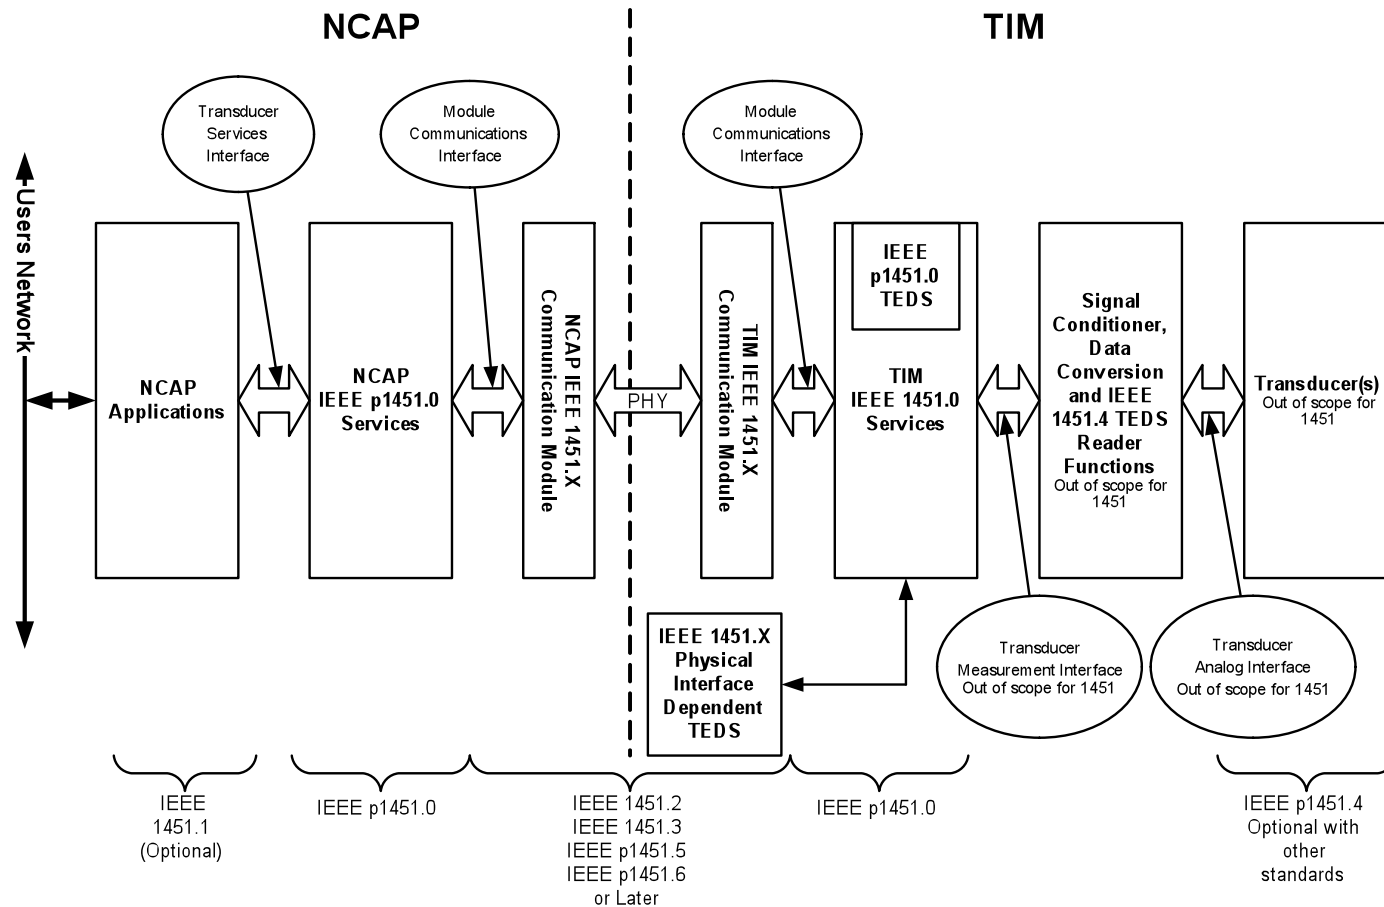 NCAP
TIM
Transducer
Services
Interface
Module
Communications
Interface
Module
Communications
Interface
Users Network
NCAP
Applications
NCAP
IEEE p1451.0
Services
NCAP IEEE 1451.X
Communication Module
PHY
TIM IEEE 1451.X
Communication Module
IEEE
p1451.0
TEDS
TIM
IEEE 1451.0
Services
Signal
Conditioner,
Data
Conversion
and IEEE
1451.4 TEDS
Reader
Functions
Out of scope for
1451
Transducer(s)
Out of scope for
1451
IEEE 1451.X
Physical
Interface
Dependent
TEDS
Transducer
Measurement Interface
Out of scope for 1451
Transducer
Analog Interface
Out of scope for 1451
IEEE
1451.1
(Optional)
IEEE p1451.0
IEEE 1451.2
IEEE 1451.3
IEEE p1451.5
IEEE p1451.6
or Later
IEEE p1451.0
IEEE p1451.4
Optional with
other
standards